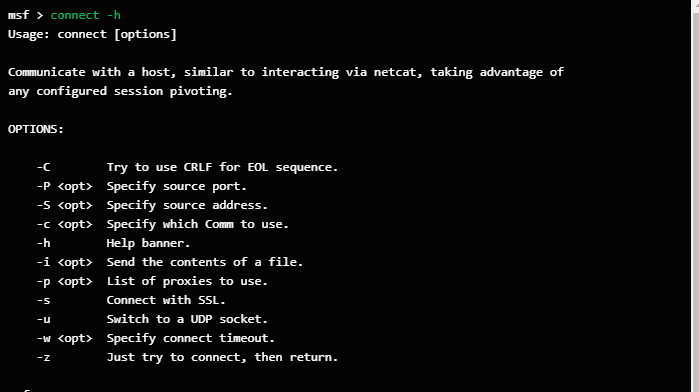 msf > connect -h
Usage: connect [options]
Communicate with a host, similar to interacting via netcat, taking advantage of
any configured session pivoting.
OPTIONS:
-C Try to use CRLF for EOL sequence.
-P <opt> Specify source port.
-S <opt> Specify source address.
-c <opt> Specify which Comm to use.
-h Help banner.
-i <opt> Send the contents of a file.
-p <opt> List of proxies to use.
-s Connect with SSL.
-u Switch to a UDP socket.
-w <opt> Specify connect timeout.
-z Just try to connect, then return.